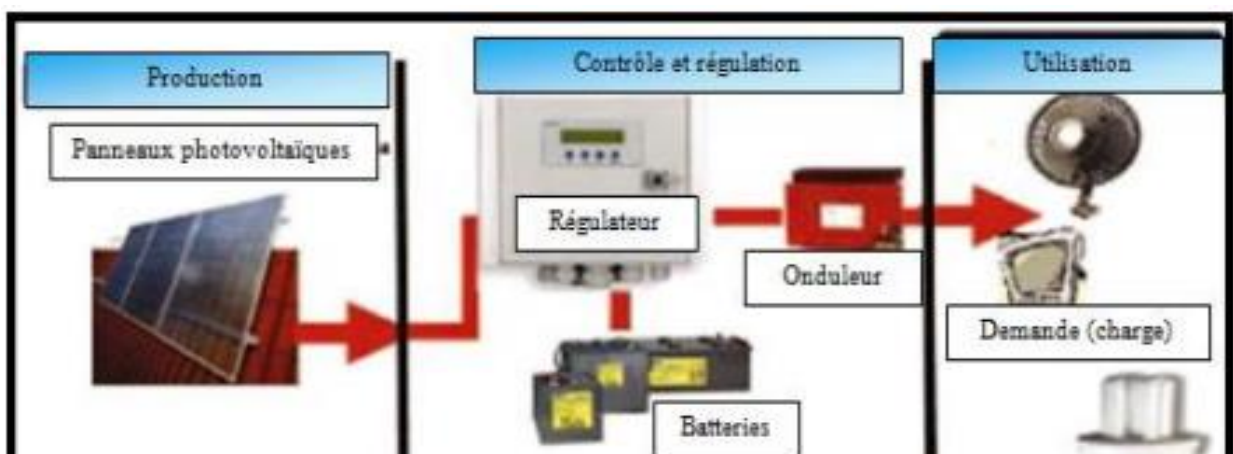 Production
Contrôle et régulation
Utilisation
Panneaux photovoltaïques
Régulateur
Onduleur
Demande (charge)
Batteries